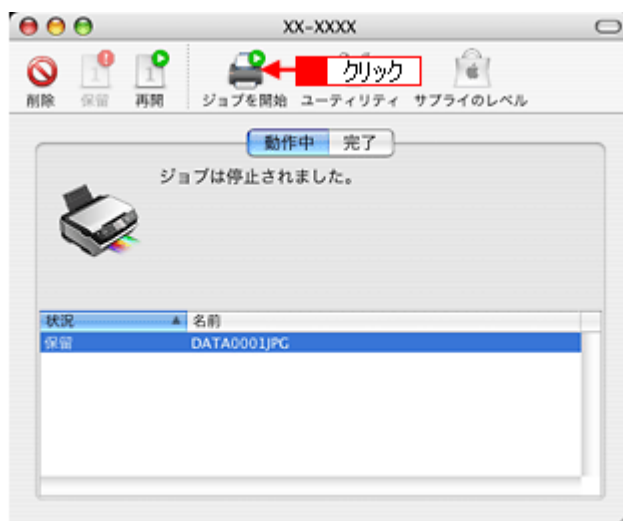 XX-XXXX
クリック
削除 保留 再開 ジョブを開始 ユーティリティ サプライのレベル
動作中 完了
ジョブは停止されました。
状況 名前
保留 DATA0001JPG